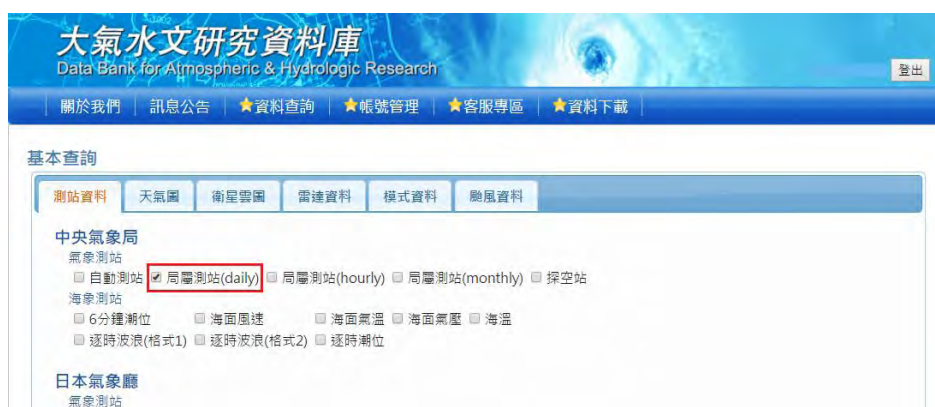 大氣水文研究資料庫
Data Bank for Atmospheric & Hydrologic Research
登出
關於我們 訊息公告 ★資料查詢 ★帳號管理 ★客服專區 ★資料下載
基本查詢
測站資料 天氣圖 衛星雲圖 雷達資料 模式資料 颱風資料
中央氣象局
氣象測站
自動測站 局屬測站(daily) 局屬測站(hourly) 局屬測站(monthly) 探空站
海象測站
6分鐘潮位 海面風速 海面氣溫 海面氣壓 海溫
逐時波浪(格式1) 逐時波浪(格式2) 逐時潮位
日本氣象廳
氣象測站